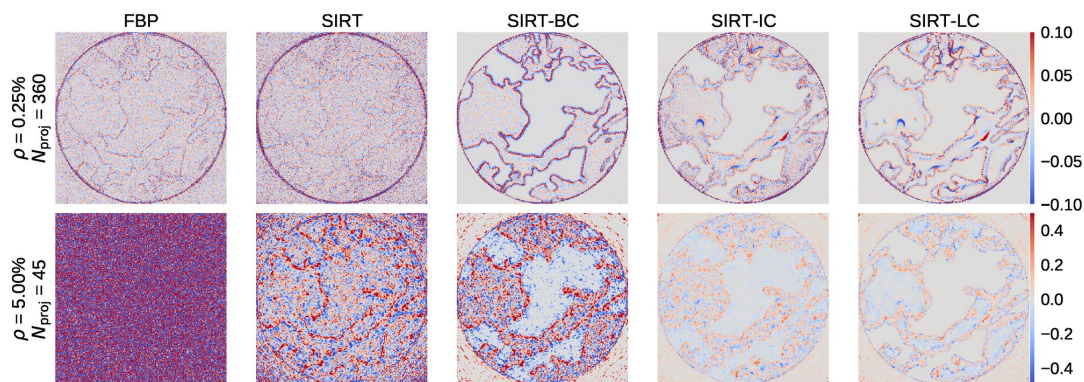 FBP SIRT SIRT-BC SIRT-IC SIRT-LC
ρ = 0.25%
N_proj = 360
0.10
0.05
0.00
−0.05
−0.10
ρ = 5.00%
N_proj = 45
0.4
0.2
0.0
−0.2
−0.4